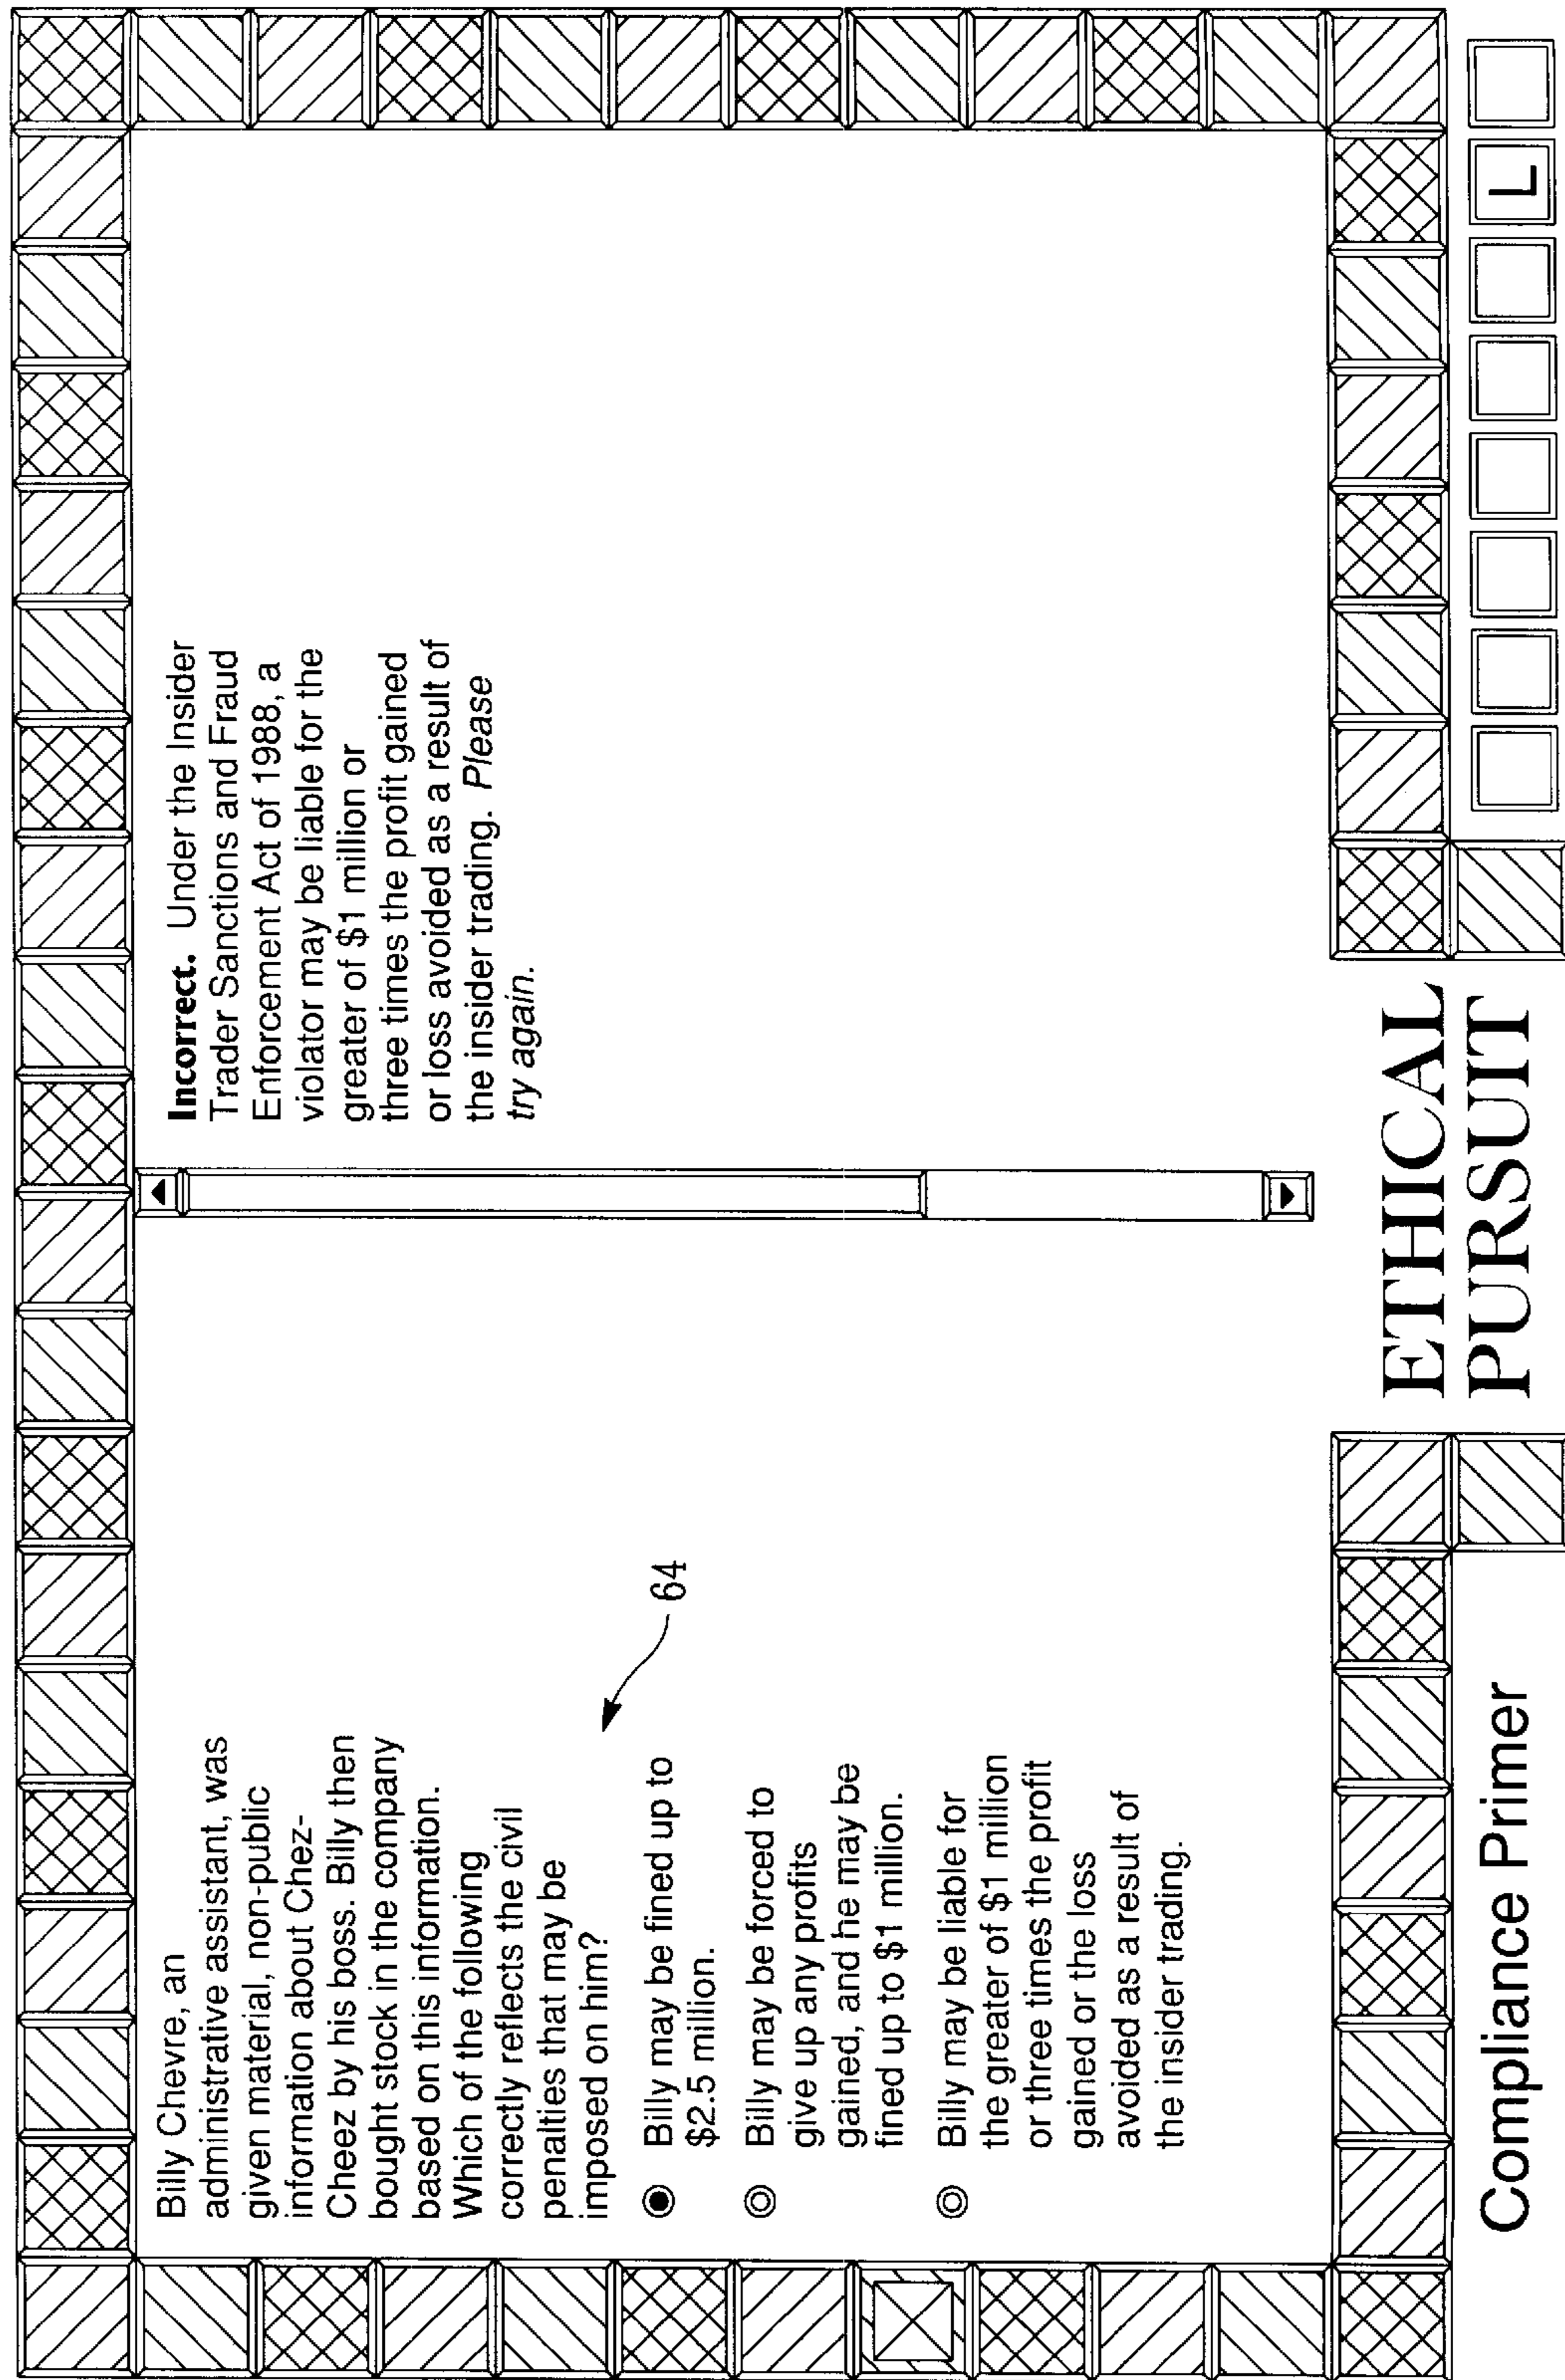 Billy Chevre, an
administrative assistant, was
given material, non-public
information about Chez-
Cheez by his boss. Billy then
bought stock in the company
based on this information.
Which of the following
correctly reflects the civil
penalties that may be
imposed on him?
Billy may be fined up to
$2.5 million.
Billy may be forced to
give up any profits
gained, and he may be
fined up to $1 million.
Billy may be liable for
the greater of $1 million
or three times the profit
gained or the loss
avoided as a result of
the insider trading.
64
Incorrect. Under the Insider
Trader Sanctions and Fraud
Enforcement Act of 1988, a
violator may be liable for the
greater of $1 million or
three times the profit gained
or loss avoided as a result of
the insider trading. Please
try again.
Compliance Primer
ETHICAL
PURSUIT
L